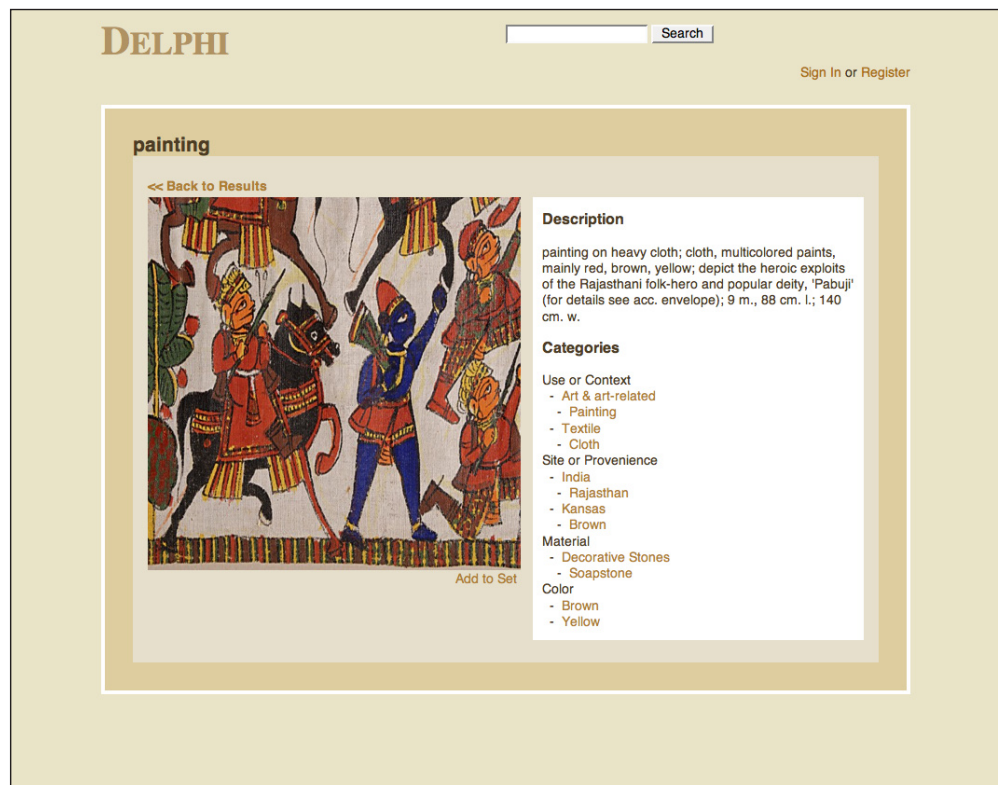 DELPHI
Search
Sign In or Register
painting
<< Back to Results
Description
painting on heavy cloth; cloth, multicolored paints,
mainly red, brown, yellow; depict the heroic exploits
of the Rajasthani folk-hero and popular deity, 'Pabuji'
(for details see acc. envelope); 9 m., 88 cm. l.; 140
cm. w.
Categories
Use or Context
- Art & art-related
- Painting
- Textile
- Cloth
Site or Provenience
- India
- Rajasthan
- Kansas
- Brown
Material
- Decorative Stones
- Soapstone
Color
- Brown
- Yellow
Add to Set